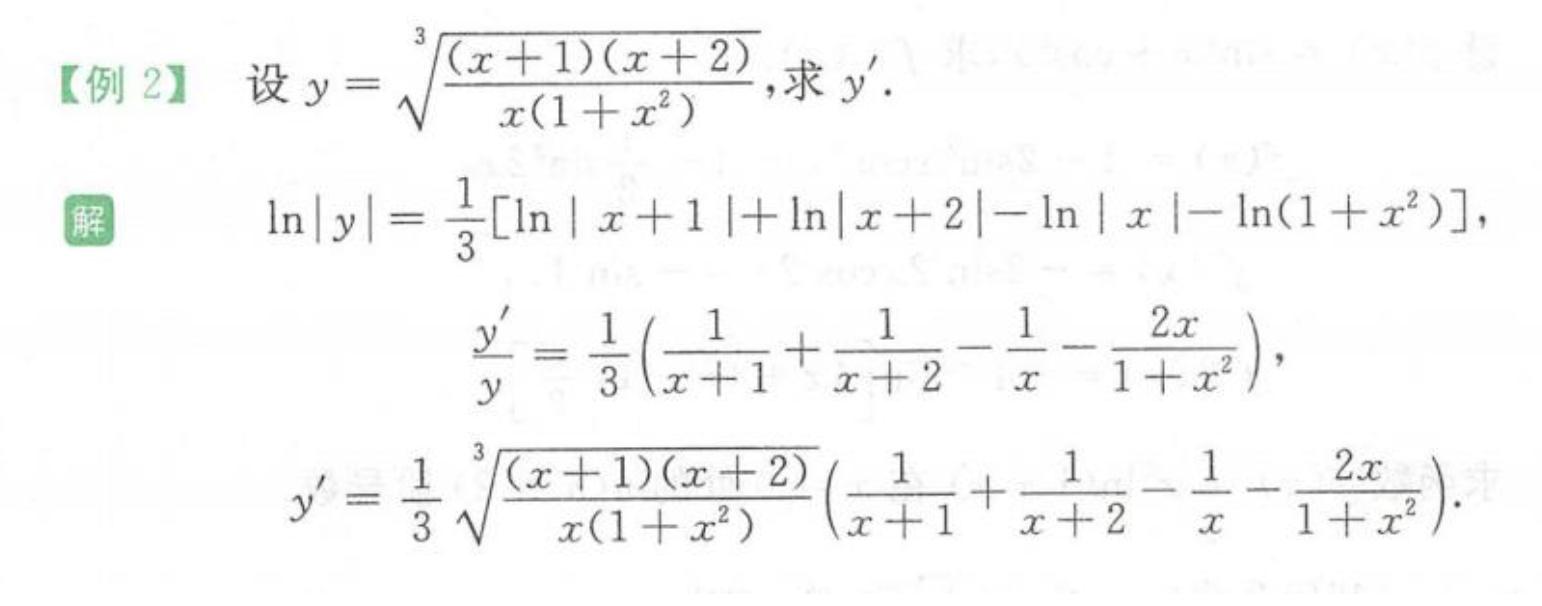 【例 2】 设 y = ∛((x+1)(x+2)/(x(1+x²))),求 y′.
解 ln|y| = 1/3[ln | x+1 |+ln|x+2|−ln | x |−ln(1+x²)],
y′/y = 1/3(1/(x+1) + 1/(x+2) − 1/x − 2x/(1+x²)),
y′ = 1/3 ∛((x+1)(x+2)/(x(1+x²))) (1/(x+1) + 1/(x+2) − 1/x − 2x/(1+x²)).